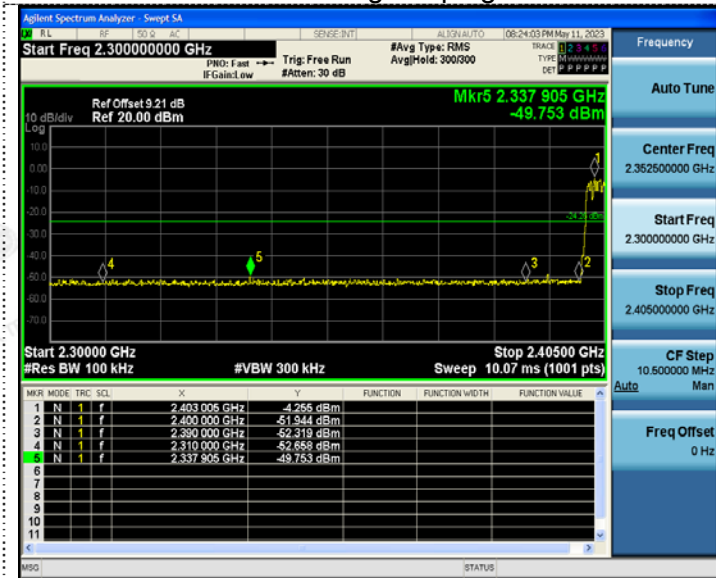 Agilent Spectrum Analyzer - Swept SA
RL RF 50 Ω AC SENSE:INT ALIGN AUTO 08:24:03 PM May 11, 2023
Start Freq 2.300000000 GHz
PNO: Fast Trig: Free Run
IFGain:Low #Atten: 30 dB
#Avg Type: RMS
Avg|Hold: 300/300
TRACE 1 2 3 4 5 6
TYPE M
DET P P P P P P
Frequency
Ref Offset 9.21 dB
Ref 20.00 dBm
10 dB/div
Log
Mkr5 2.337 905 GHz
-49.753 dBm
10.0
0.00
-10.0
-20.0
-30.0
-40.0
-50.0
-60.0
-70.0
1
2
3
4
5
Start 2.30000 GHz Stop 2.40500 GHz
#Res BW 100 kHz #VBW 300 kHz Sweep 10.07 ms (1001 pts)
MKR MODE TRC SCL X Y FUNCTION FUNCTION WIDTH FUNCTION VALUE
1 N 1 f 2.403 005 GHz -4.255 dBm
2 N 1 f 2.400 000 GHz -51.944 dBm
3 N 1 f 2.390 000 GHz -52.319 dBm
4 N 1 f 2.310 000 GHz -52.658 dBm
5 N 1 f 2.337 905 GHz -49.753 dBm
6
7
8
9
10
11
MSG STATUS
Auto Tune
Center Freq
2.352500000 GHz
Start Freq
2.300000000 GHz
Stop Freq
2.405000000 GHz
CF Step
10.500000 MHz
Auto Man
Freq Offset
0 Hz